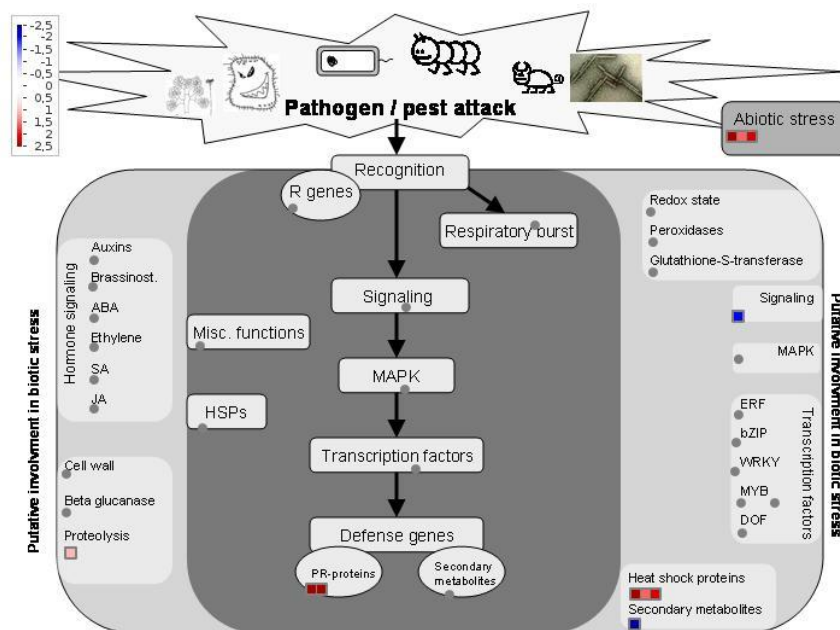 -2,5
-2
-1,5
-1
-0,5
0
0,5
1
1,5
2
2,5
Pathogen / pest attack
Abiotic stress
Recognition
R genes
Respiratory burst
Signaling
Misc. functions
MAPK
HSPs
Transcription factors
Defense genes
PR-proteins
Secondary
metabolites
Putative involvment in biotic stress
Hormone signaling
Auxins
Brassinost.
ABA
Ethylene
SA
JA
Cell wall
Beta glucanase
Proteolysis
Redox state
Peroxidases
Glutathione-S-transferase
Signaling
MAPK
ERF
bZIP
WRKY
MYB
DOF
Transcription factors
Heat shock proteins
Secondary metabolites
Putative involvment in biotic stress